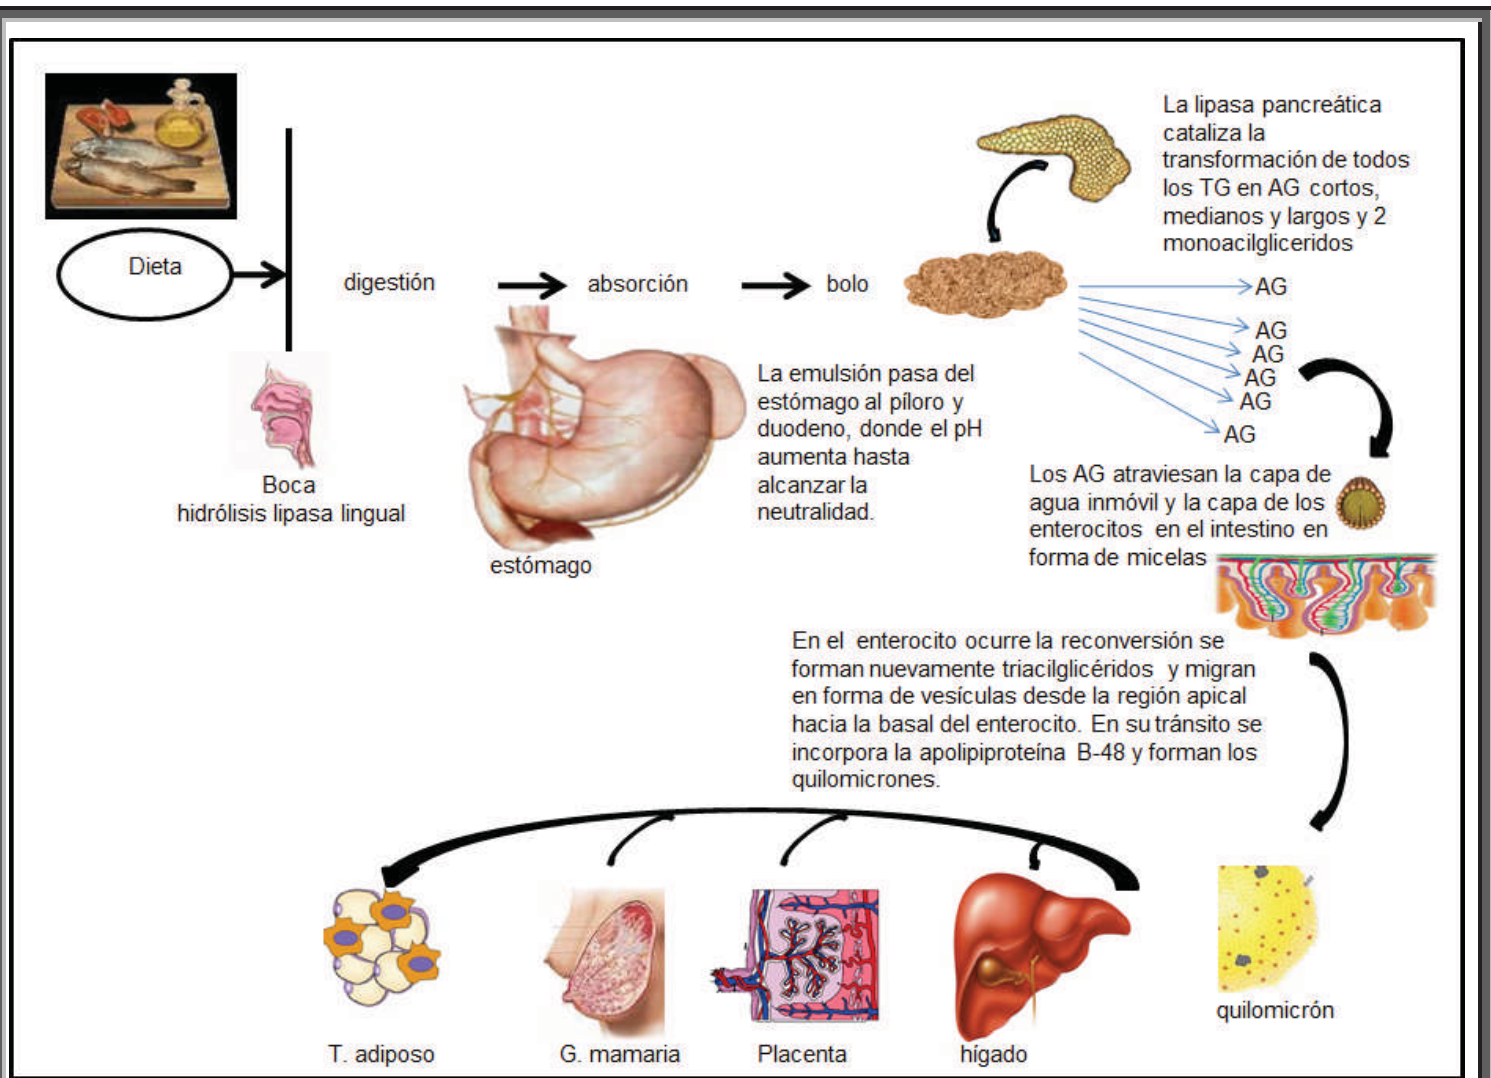 Dieta
digestión
absorción
bolo
La lipasa pancreática
cataliza la
transformación de todos
los TG en AG cortos,
medianos y largos y 2
monoacilgliceridos
AG
AG
AG
AG
AG
AG
Boca
hidrólisis lipasa lingual
estómago
La emulsión pasa del
estómago al píloro y
duodeno, donde el pH
aumenta hasta
alcanzar la
neutralidad.
Los AG atraviesan la capa de
agua inmóvil y la capa de los
enterocitos en el intestino en
forma de micelas
En el enterocito ocurre la reconversión se
forman nuevamente triacilglicéridos y migran
en forma de vesículas desde la región apical
hacia la basal del enterocito. En su tránsito se
incorpora la apolipiproteína B-48 y forman los
quilomicrones.
quilomicrón
T. adiposo
G. mamaria
Placenta
hígado